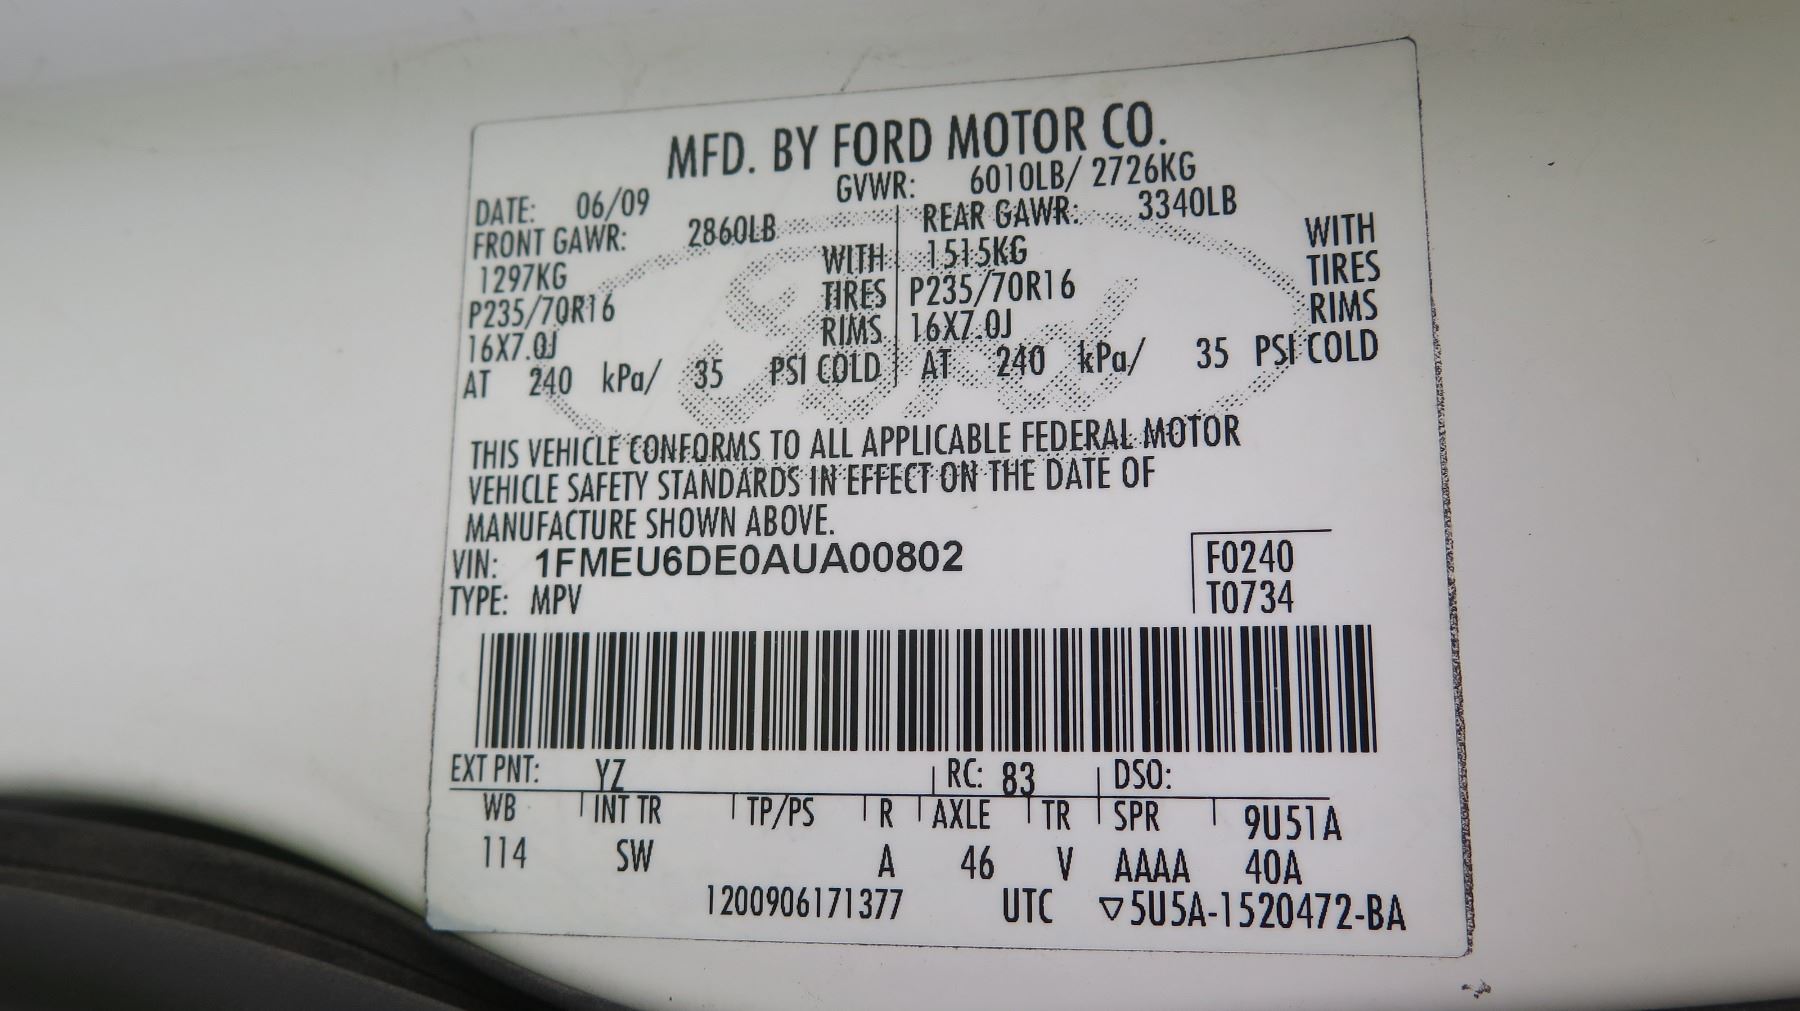 MFD. BY FORD MOTOR CO.
DATE: 06/09 GVWR: 6010LB/ 2726KG
FRONT GAWR: 2860LB REAR GAWR: 3340LB
1297KG WITH 1515KG WITH
P235/70R16 TIRES P235/70R16 TIRES
16X7.0J RIMS 16X7.0J RIMS
AT 240 kPa/ 35 PSI COLD AT 240 kPa/ 35 PSI COLD
Ford
THIS VEHICLE CONFORMS TO ALL APPLICABLE FEDERAL MOTOR
VEHICLE SAFETY STANDARDS IN EFFECT ON THE DATE OF
MANUFACTURE SHOWN ABOVE.
VIN: 1FMEU6DE0AUA00802 F0240
TYPE: MPV T0734
EXT PNT: YZ RC: 83 DSO:
WB INT TR TP/PS R AXLE TR SPR 9U51A
114 SW A 46 V AAAA 40A
1200906171377 UTC ▽5U5A-1520472-BA